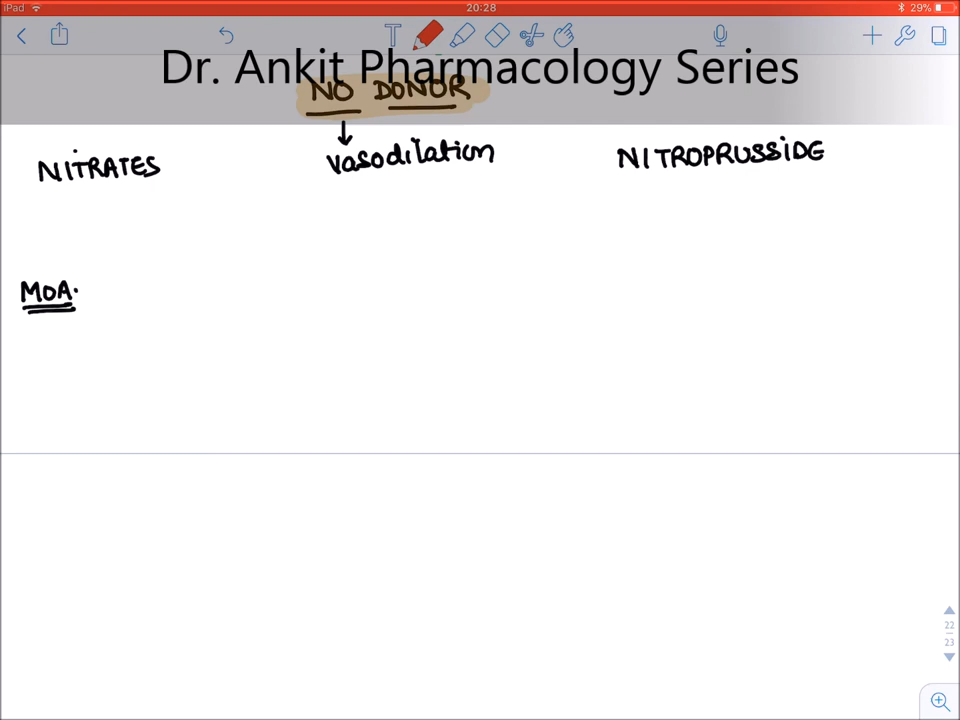 iPad 20:28 29%
T
Dr. Ankit Pharmacology Series
NO DONOR
NITRATES vasodilation NITROPRUSSIDE
MOA.
22
23